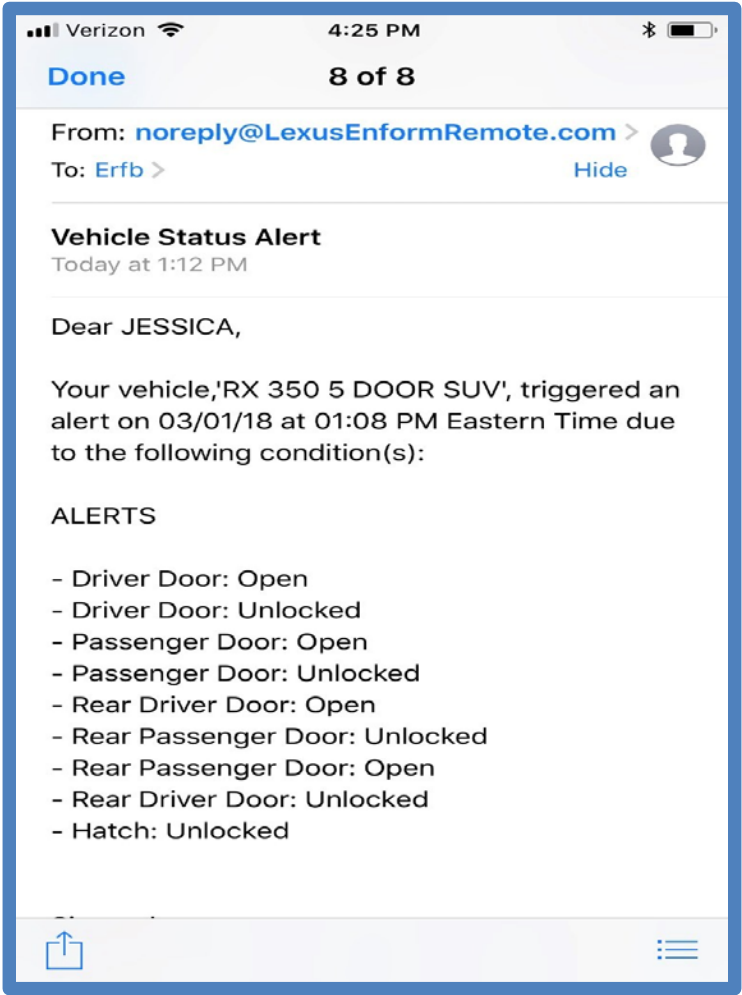 Verizon 4:25 PM
Done 8 of 8
From: noreply@LexusEnformRemote.com
To: Erfb Hide
Vehicle Status Alert
Today at 1:12 PM
Dear JESSICA,
Your vehicle,'RX 350 5 DOOR SUV', triggered an
alert on 03/01/18 at 01:08 PM Eastern Time due
to the following condition(s):
ALERTS
- Driver Door: Open
- Driver Door: Unlocked
- Passenger Door: Open
- Passenger Door: Unlocked
- Rear Driver Door: Open
- Rear Passenger Door: Unlocked
- Rear Passenger Door: Open
- Rear Driver Door: Unlocked
- Hatch: Unlocked